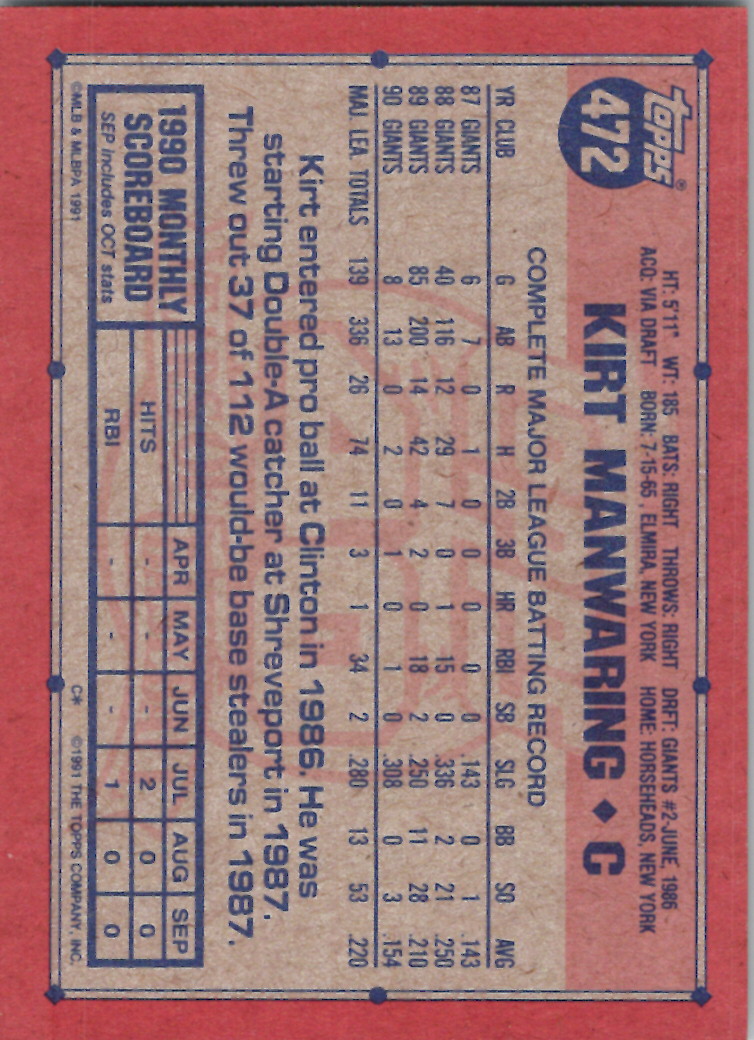 Topps®
472
HT: 5'11" WT: 185 BATS: RIGHT THROWS: RIGHT DRFT: GIANTS #2-JUNE, 1986
ACQ: VIA DRAFT BORN: 7-15-65, ELMIRA, NEW YORK HOME: HORSEHEADS, NEW YORK
KIRT MANWARING ♦ C
COMPLETE MAJOR LEAGUE BATTING RECORD
YR CLUB G AB R H 2B 3B HR RBI SB SLG BB SO AVG
87 GIANTS 6 7 0 1 0 0 0 0 0 .143 0 1 .143
88 GIANTS 40 116 12 29 7 0 1 15 0 .336 2 21 .250
89 GIANTS 85 200 14 42 4 2 0 18 2 .250 11 28 .210
90 GIANTS 8 13 0 2 0 1 0 1 0 .308 0 3 .154
MAJ. LEA. TOTALS 139 336 26 74 11 3 1 34 2 .280 13 53 .220
Kirt entered pro ball at Clinton in 1986. He was
starting Double-A catcher at Shreveport in 1987.
Threw out 37 of 112 would-be base stealers in 1987.
1990 MONTHLY
SCOREBOARD
SEP includes OCT stats
APR MAY JUN JUL AUG SEP
HITS - - - 2 0 0
RBI - - - 1 0 0
©MLB & MLBPA 1991
C* ©1991 THE TOPPS COMPANY, INC.